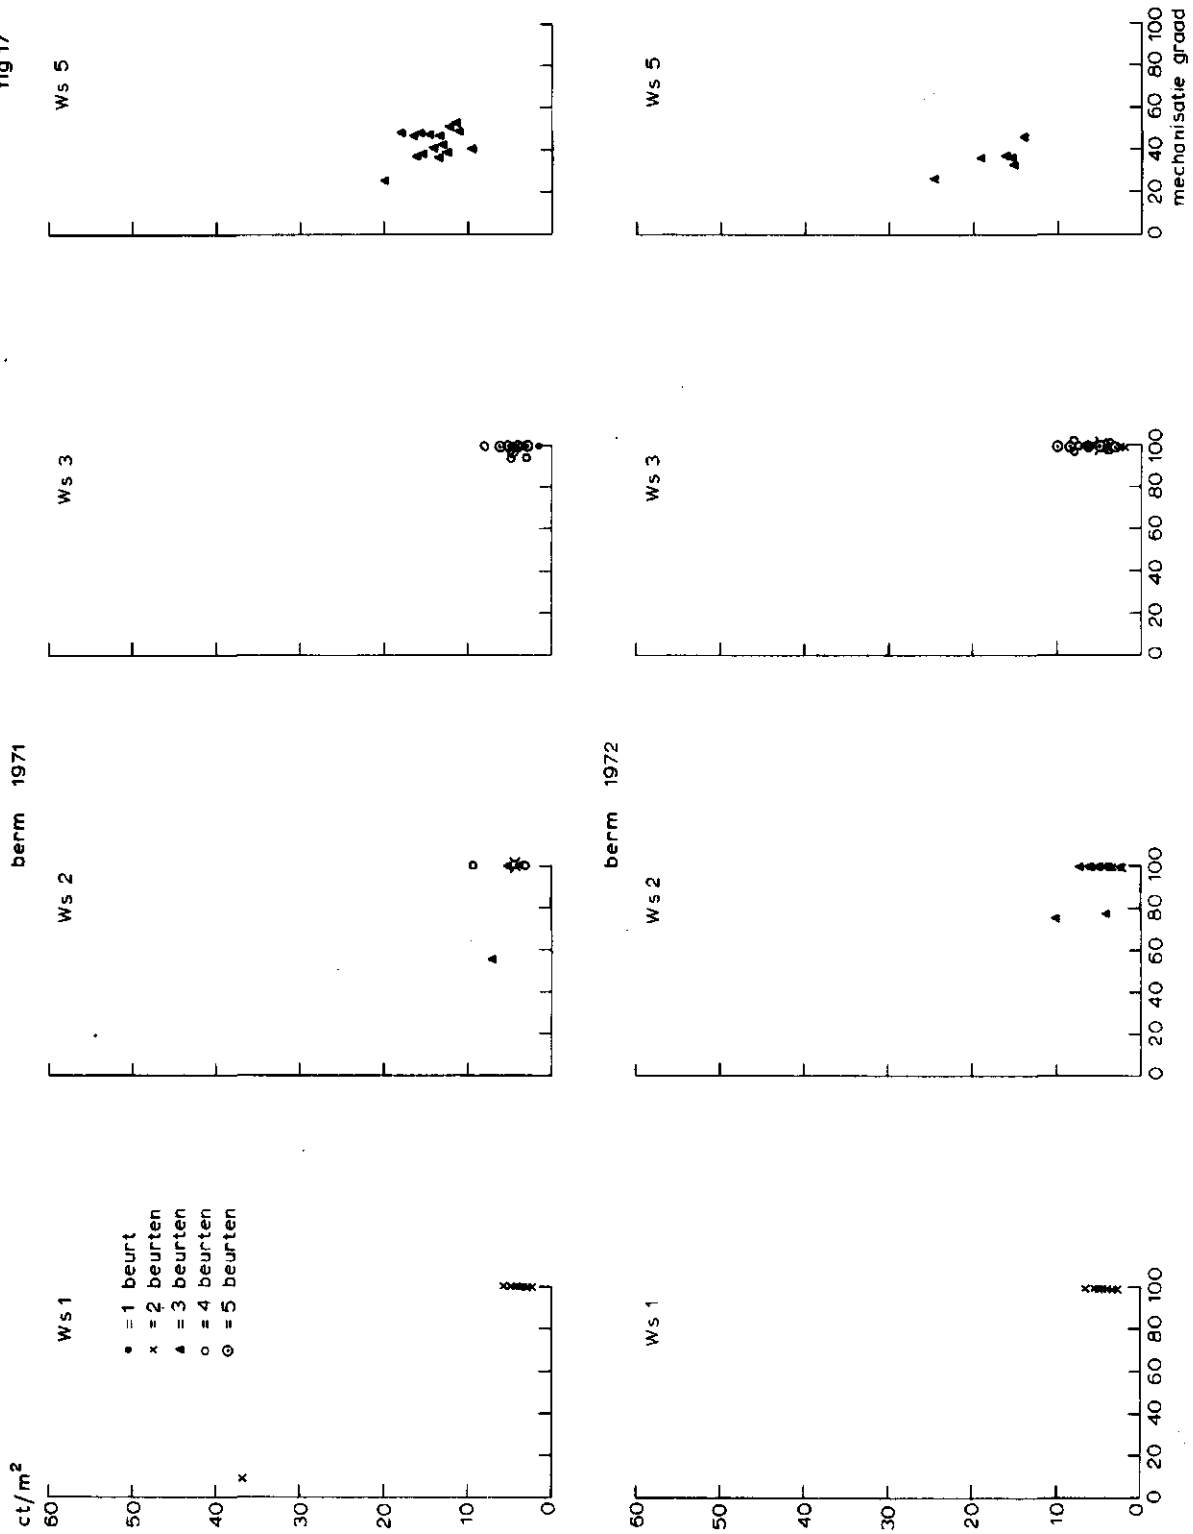 fig 17
berm 1971
ct/m²
60
50
40
30
20
10
0
Ws 1
• = 1 beurt
× = 2 beurten
▲ = 3 beurten
○ = 4 beurten
⊙ = 5 beurten
Ws 2
Ws 3
Ws 5
berm 1972
60
50
40
30
20
10
0
Ws 1
Ws 2
Ws 3
Ws 5
0 20 40 60 80 100
0 20 40 60 80 100
0 20 40 60 80 100
0 20 40 60 80 100
mechanisatie graad